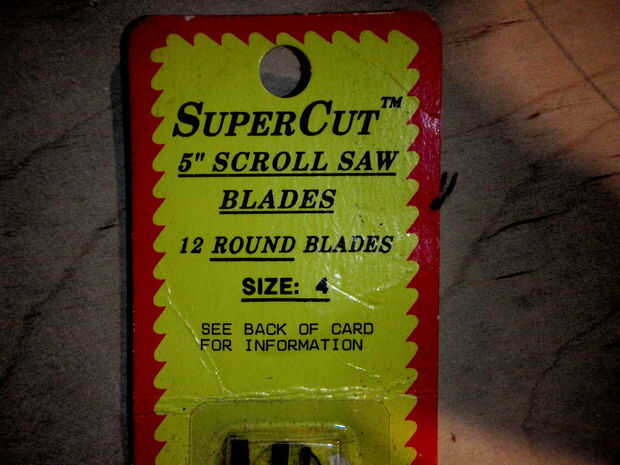 SUPERCUT™
5" SCROLL SAW
BLADES
12 ROUND BLADES
SIZE: 4
SEE BACK OF CARD
FOR INFORMATION